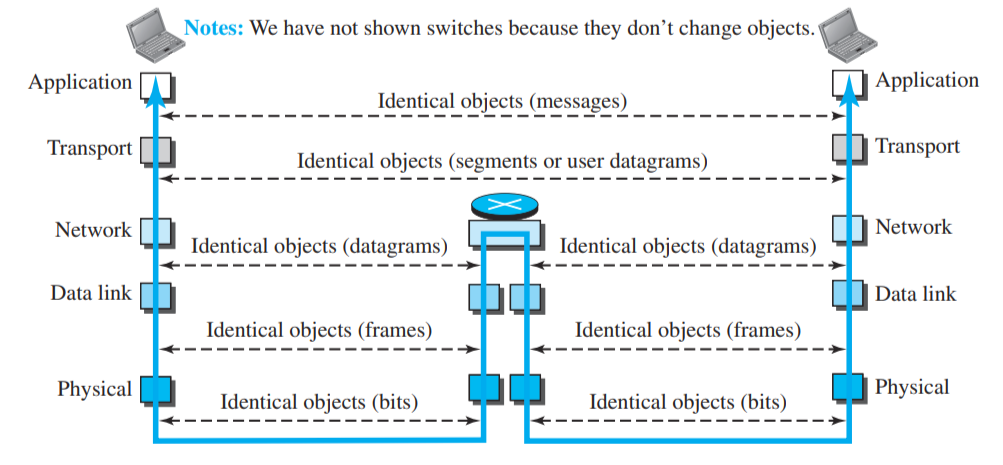 Notes: We have not shown switches because they don’t change objects.
Application
Application
Identical objects (messages)
Transport
Transport
Identical objects (segments or user datagrams)
Network
Network
Identical objects (datagrams)
Identical objects (datagrams)
Data link
Data link
Identical objects (frames)
Identical objects (frames)
Physical
Physical
Identical objects (bits)
Identical objects (bits)